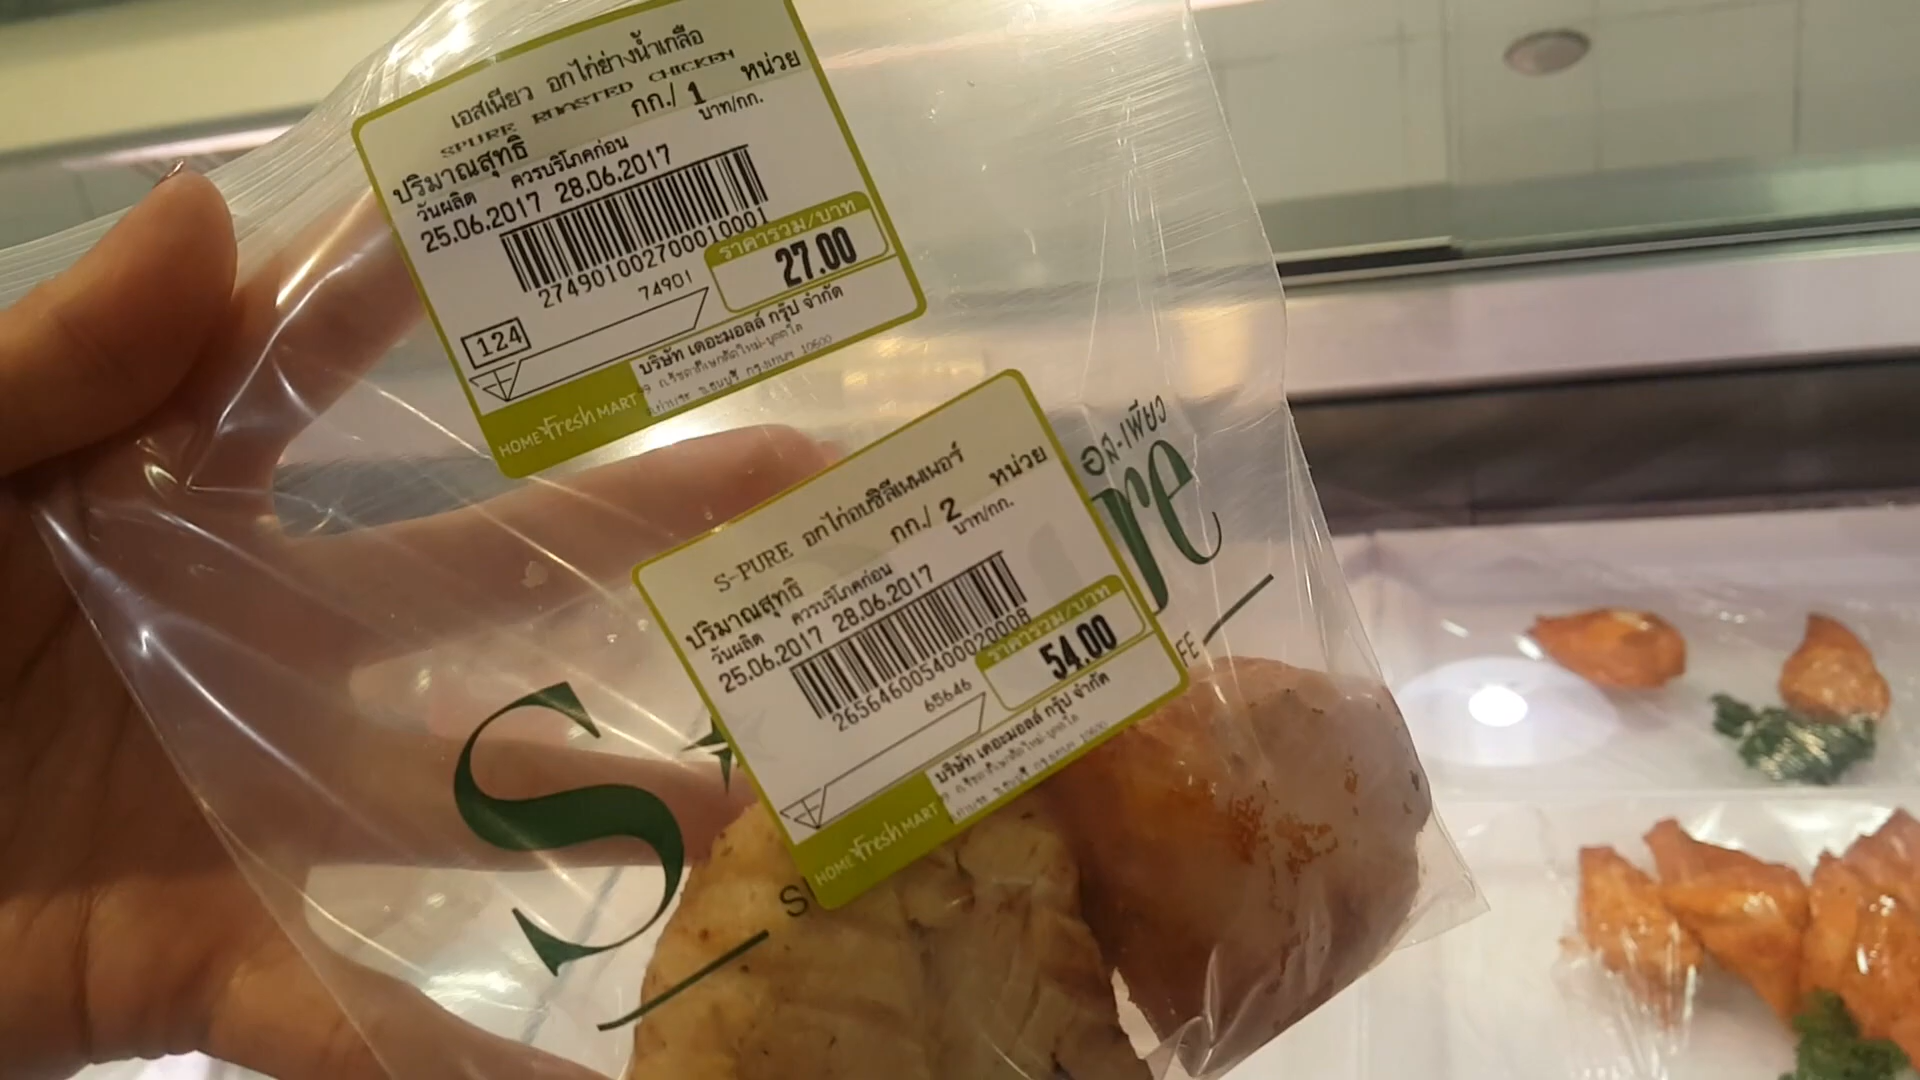 เอสเพียว อกไก่ย่างน้ำเกลือ
SPURE ROASTED CHICKEN
ปริมาณสุทธิ กก./ 1 หน่วย
วันผลิต ควรบริโภคก่อน บาท/กก.
25.06.2017 28.06.2017
274901002700010001
ราคารวม/บาท
27.00
74901
124
บริษัท เดอะมอลล์ กรุ๊ป จำกัด
HOME Fresh MART
S-PURE อกไก่อบชิลีเพพเพอร์
ปริมาณสุทธิ กก./ 2 หน่วย
วันผลิต ควรบริโภคก่อน บาท/กก.
25.06.2017 28.06.2017
265646005400020008
ราคารวม/บาท
54.00
65646
บริษัท เดอะมอลล์ กรุ๊ป จำกัด
HOME Fresh MART
เอส-เพียว
S re